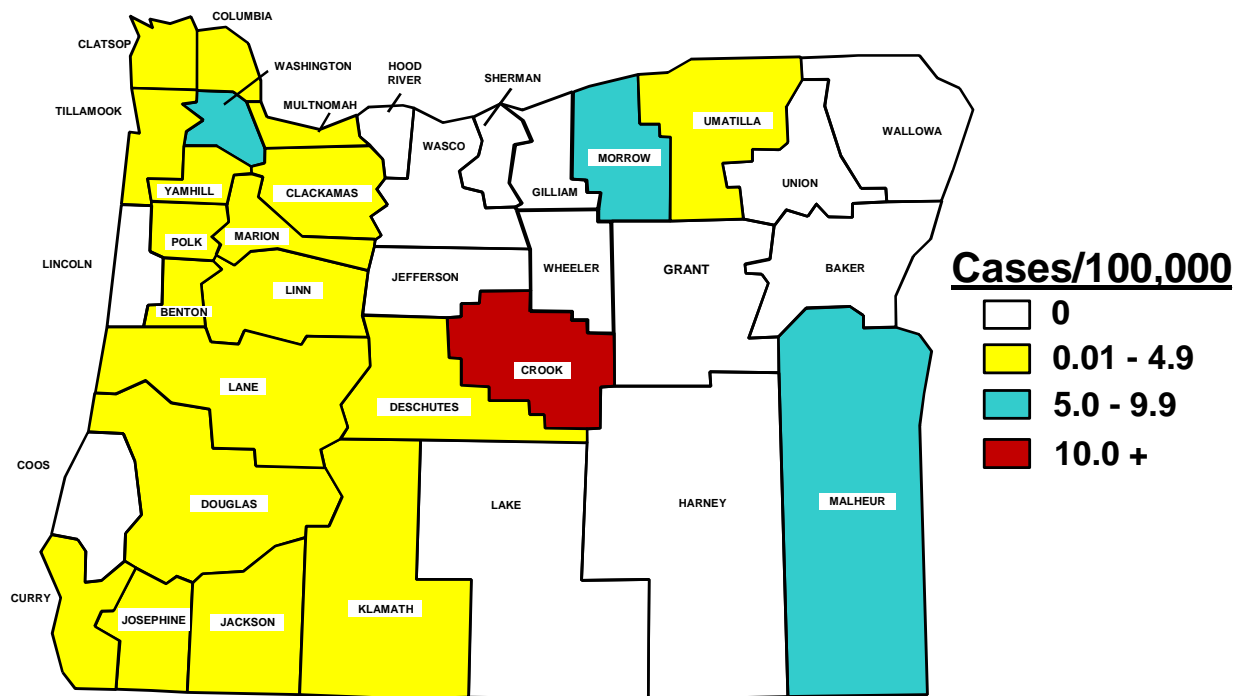 COLUMBIA
CLATSOP
WASHINGTON
HOOD
RIVER
SHERMAN
TILLAMOOK
MULTNOMAH
UMATILLA
WALLOWA
WASCO
MORROW
YAMHILL
CLACKAMAS
GILLIAM
UNION
POLK
MARION
LINCOLN
JEFFERSON
WHEELER
GRANT
BAKER
LINN
BENTON
CROOK
LANE
DESCHUTES
COOS
DOUGLAS
LAKE
HARNEY
MALHEUR
CURRY
JOSEPHINE
JACKSON
KLAMATH
Cases/100,000
0
0.01 - 4.9
5.0 - 9.9
10.0 +